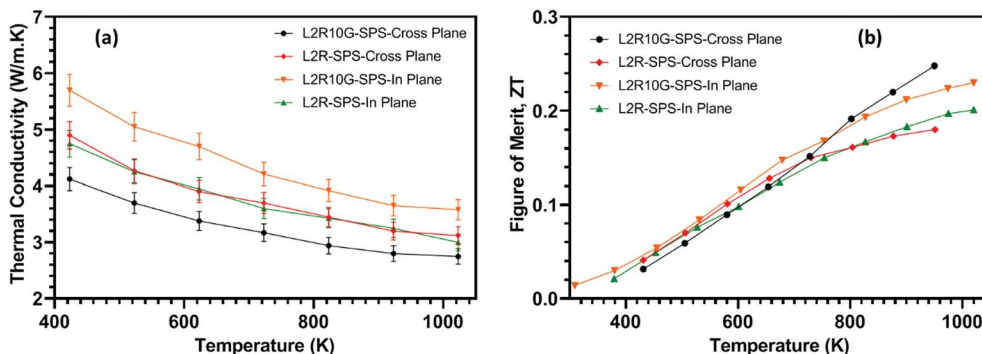 (a)
L2R10G-SPS-Cross Plane
L2R-SPS-Cross Plane
L2R10G-SPS-In Plane
L2R-SPS-In Plane
Thermal Conductivity (W/m.K)
7
6
5
4
3
2
400
600
800
1000
Temperature (K)
(b)
L2R10G-SPS-Cross Plane
L2R-SPS-Cross Plane
L2R10G-SPS-In Plane
L2R-SPS-In Plane
Figure of Merit, ZT
0.3
0.2
0.1
0.0
400
600
800
1000
Temperature (K)